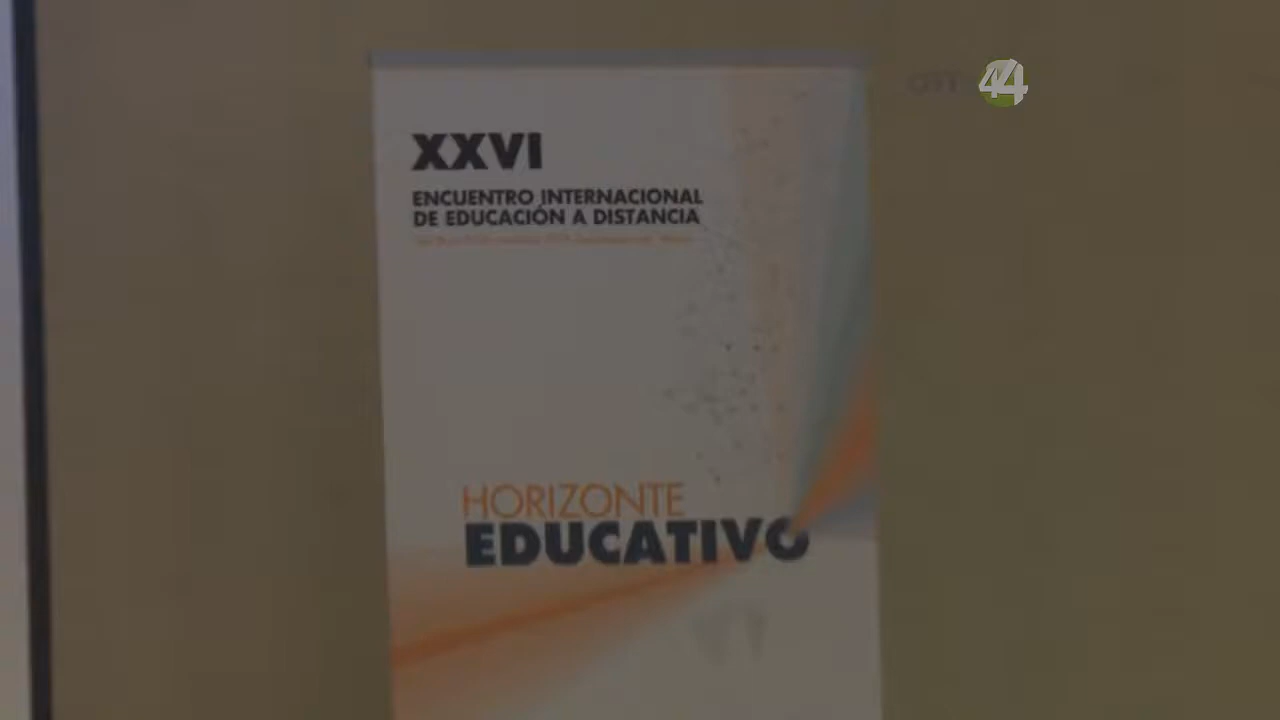 44
XXVI
ENCUENTRO INTERNACIONAL
DE EDUCACIÓN A DISTANCIA
HORIZONTE
EDUCATIVO